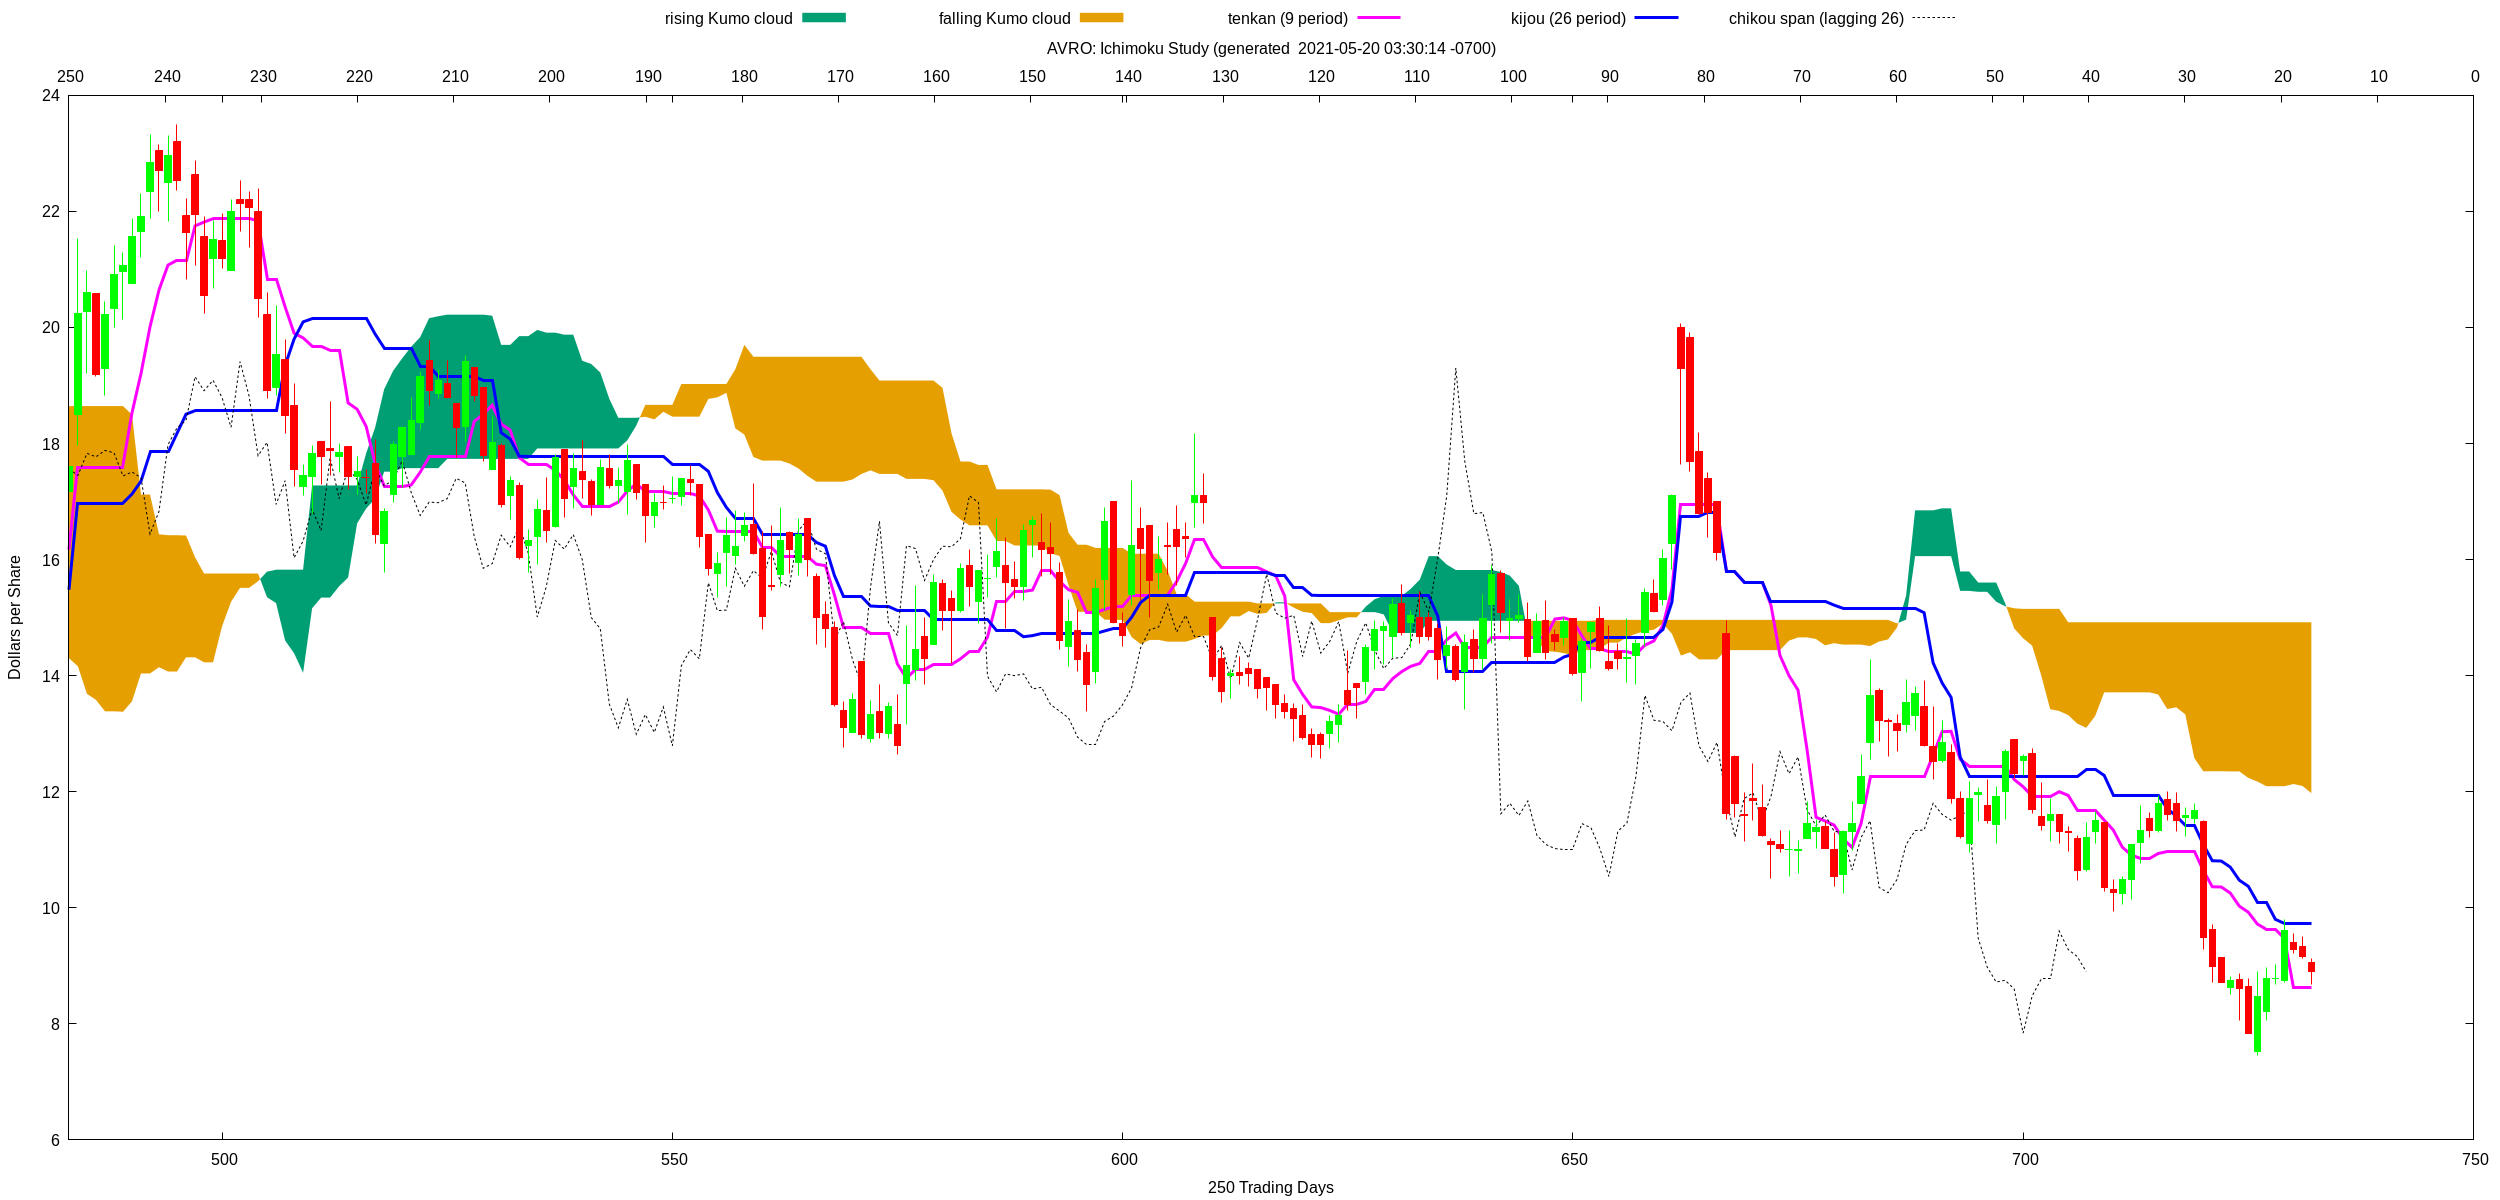 rising Kumo cloud falling Kumo cloud tenkan (9 period) kijou (26 period) chikou span (lagging 26)
AVRO: Ichimoku Study (generated  2021-05-20 03:30:14 -0700)
250 240 230 220 210 200 190 180 170 160 150 140 130 120 110 100 90 80 70 60 50 40 30 20 10 0
24
22
20
18
16
14
12
10
8
6
Dollars per Share
500 550 600 650 700 750
250 Trading Days